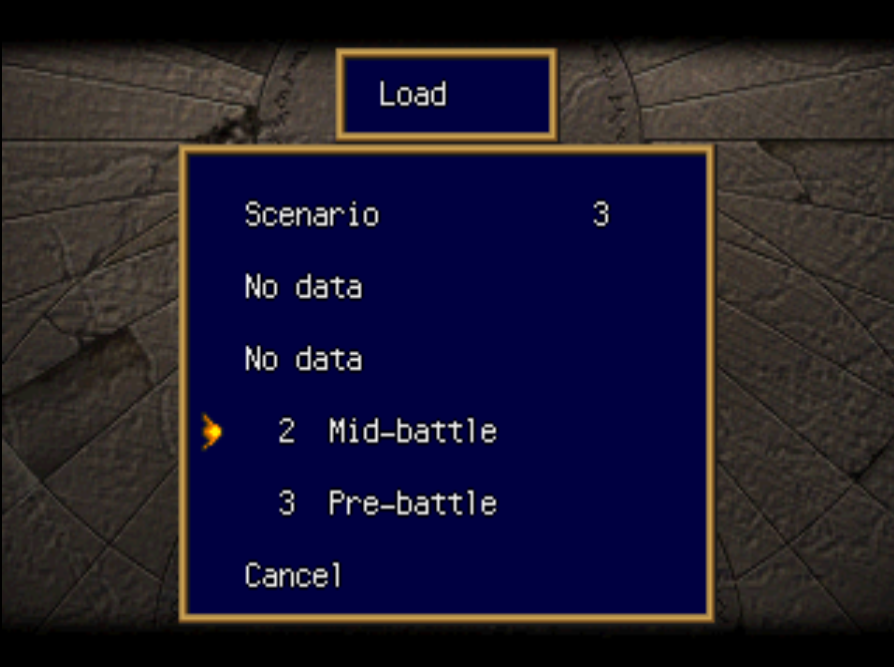 Load
Scenario 3
No data
No data
2 Mid-battle
3 Pre-battle
Cancel